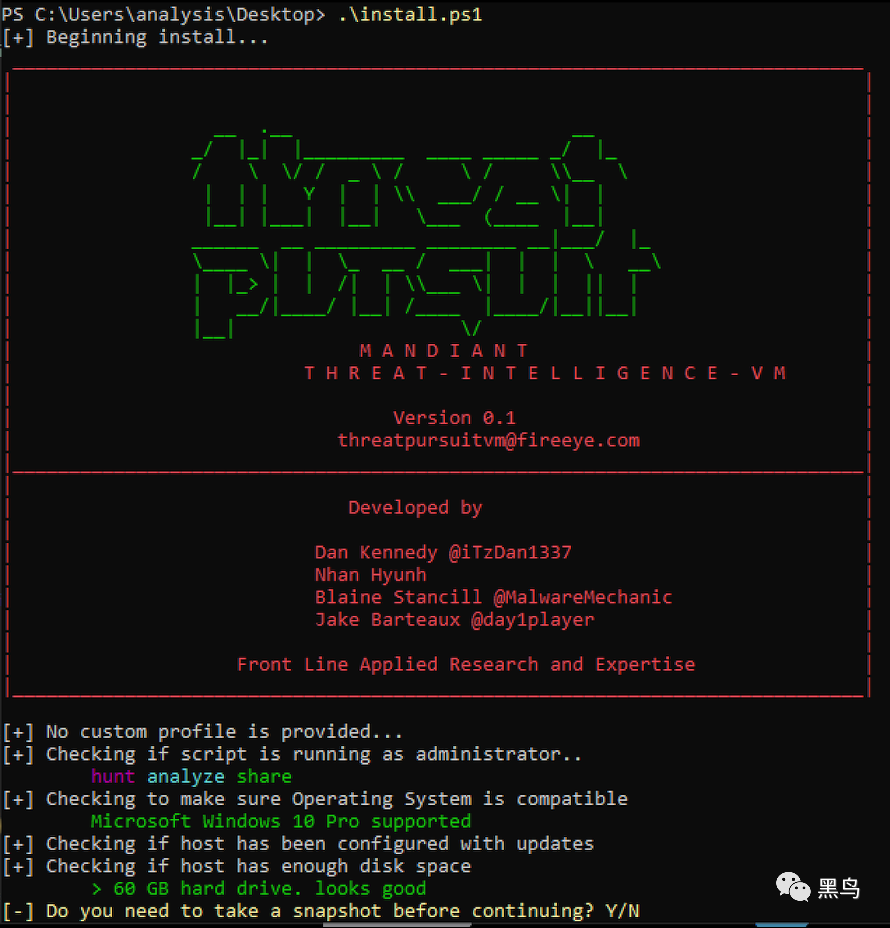 PS C:\Users\analysis\Desktop> .\install.ps1
[+] Beginning install...
threat
pursuit
M A N D I A N T
T H R E A T - I N T E L L I G E N C E - V M
Version 0.1
threatpursuitvm@fireeye.com
Developed by
Dan Kennedy @iTzDan1337
Nhan Hyunh
Blaine Stancill @MalwareMechanic
Jake Barteaux @day1player
Front Line Applied Research and Expertise
[+] No custom profile is provided...
[+] Checking if script is running as administrator..
hunt analyze share
[+] Checking to make sure Operating System is compatible
Microsoft Windows 10 Pro supported
[+] Checking if host has been configured with updates
[+] Checking if host has enough disk space
> 60 GB hard drive. looks good
[-] Do you need to take a snapshot before continuing? Y/N
黑鸟